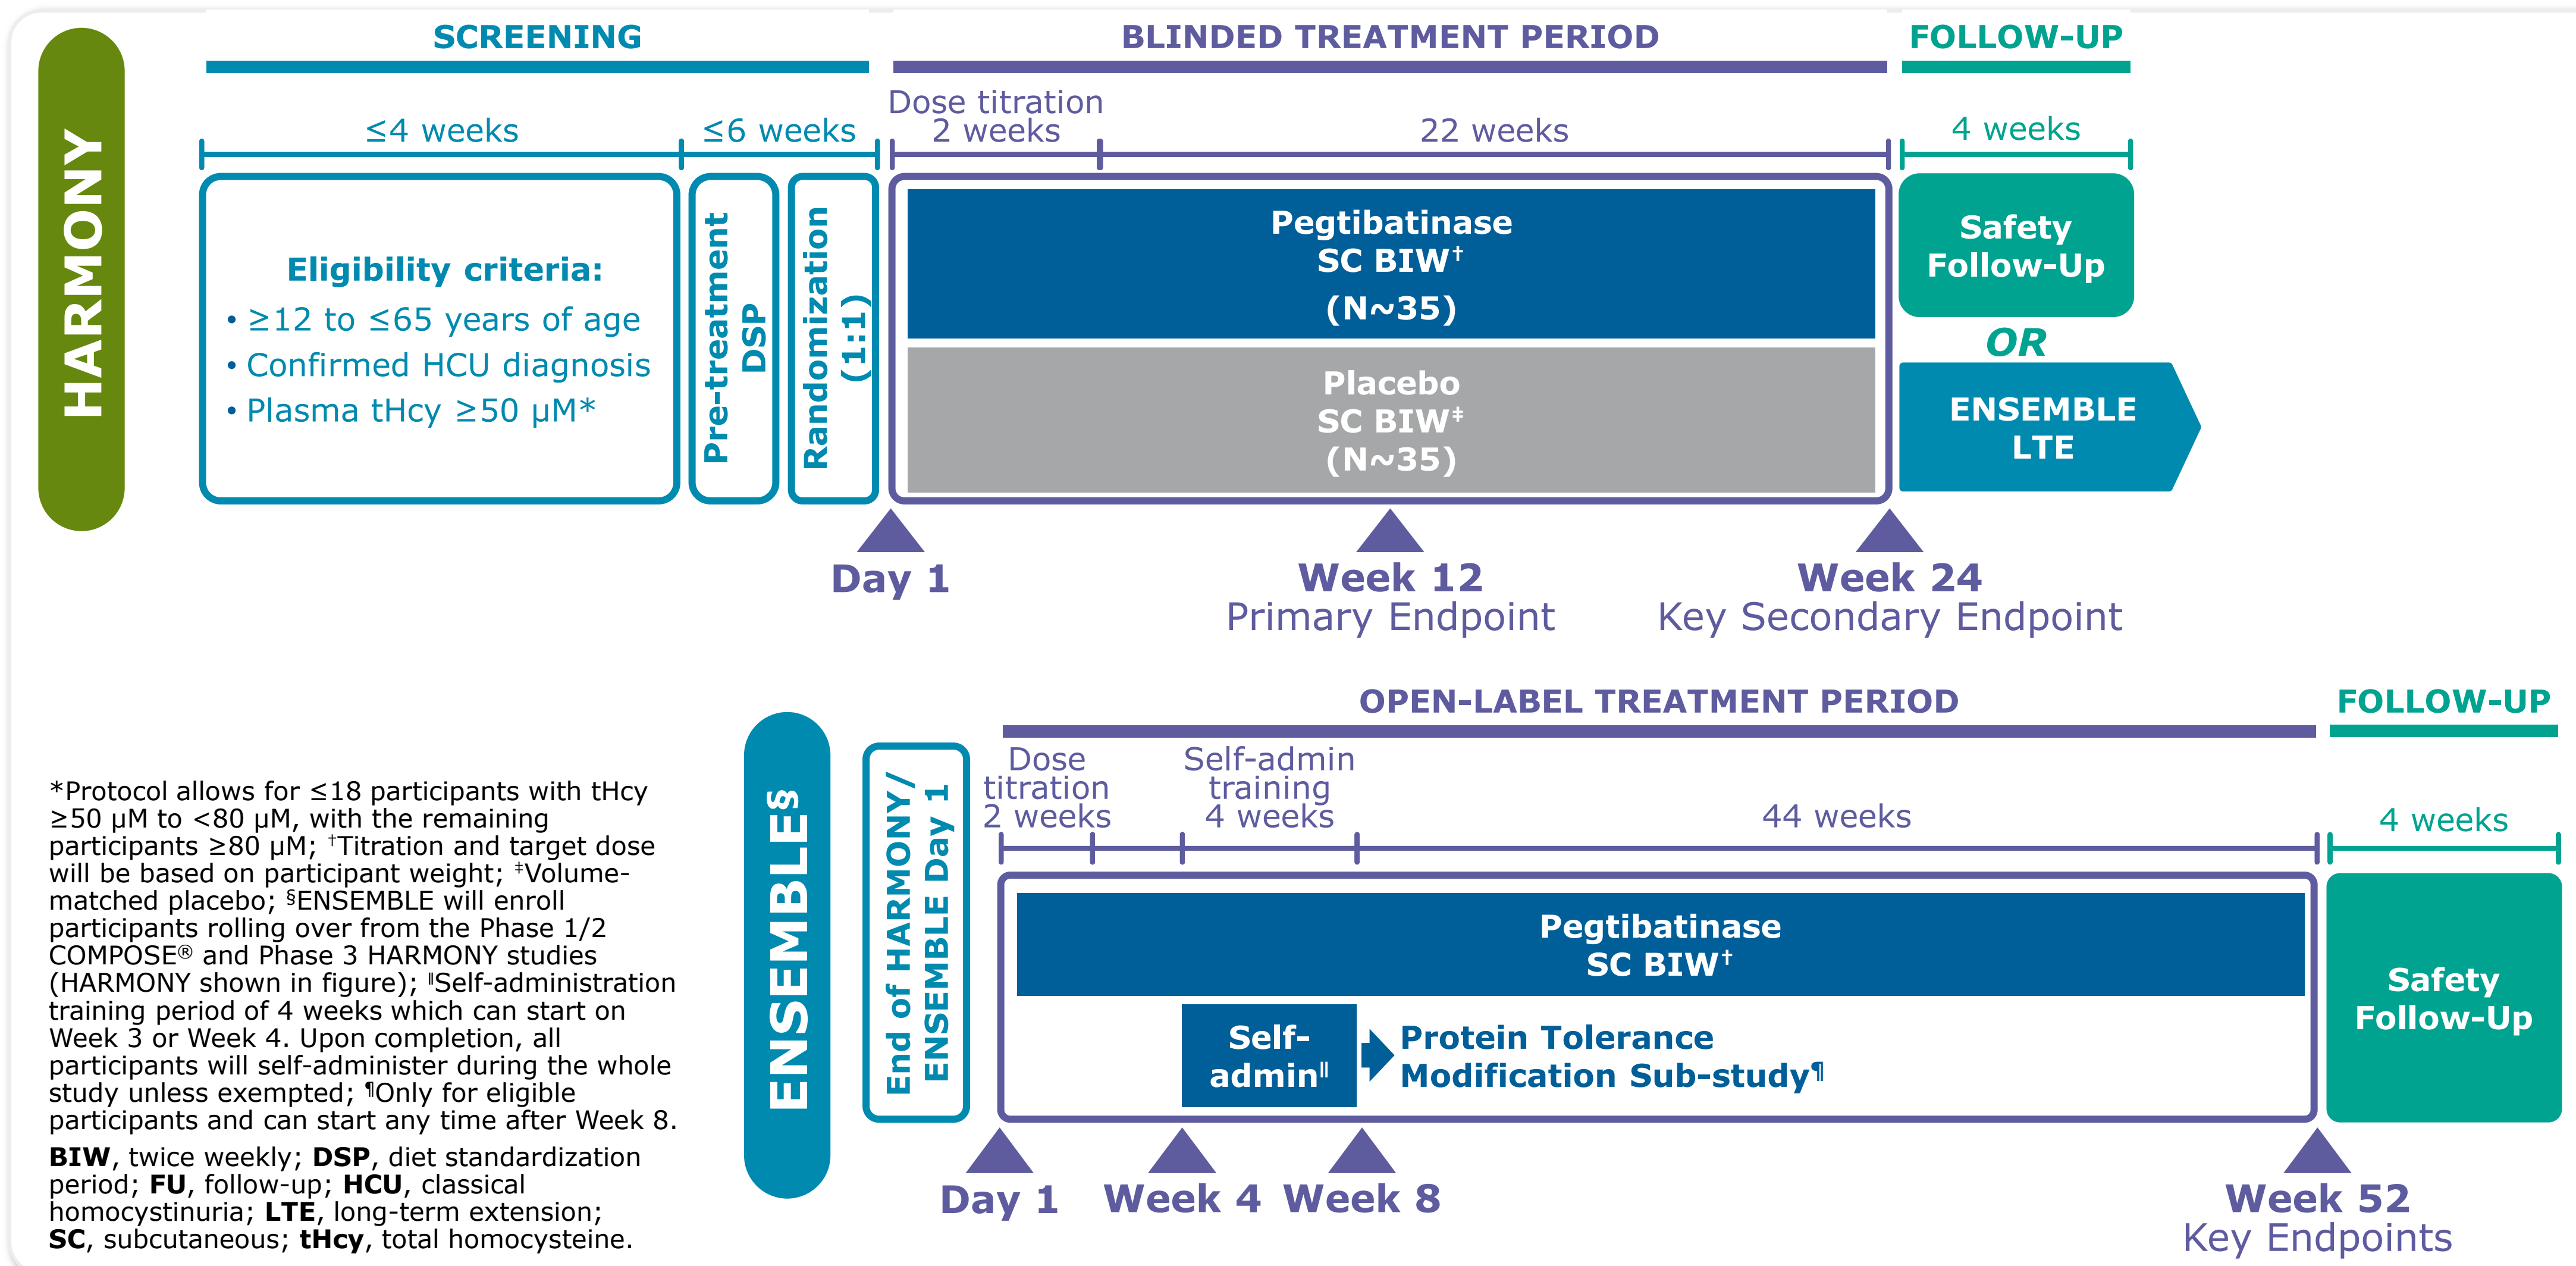 HARMONY
SCREENING
≤4 weeks
≤6 weeks
Eligibility criteria:
• ≥12 to ≤65 years of age
• Confirmed HCU diagnosis
• Plasma tHcy ≥50 µM*
Pre-treatment
DSP
Randomization
(1:1)
BLINDED TREATMENT PERIOD
Dose titration
2 weeks
22 weeks
Pegtibatinase
SC BIW†
(N~35)
Placebo
SC BIW‡
(N~35)
FOLLOW-UP
4 weeks
Safety
Follow-Up
OR
ENSEMBLE
LTE
Day 1
Week 12
Primary Endpoint
Week 24
Key Secondary Endpoint
ENSEMBLE§
End of HARMONY/
ENSEMBLE Day 1
OPEN-LABEL TREATMENT PERIOD
Dose
titration
2 weeks
Self-admin
training
4 weeks
44 weeks
Pegtibatinase
SC BIW†
Self-
admin‖
Protein Tolerance
Modification Sub-study¶
FOLLOW-UP
4 weeks
Safety
Follow-Up
Day 1
Week 4
Week 8
Week 52
Key Endpoints
*Protocol allows for ≤18 participants with tHcy
≥50 µM to <80 µM, with the remaining
participants ≥80 µM; †Titration and target dose
will be based on participant weight; ‡Volume-
matched placebo; §ENSEMBLE will enroll
participants rolling over from the Phase 1/2
COMPOSE® and Phase 3 HARMONY studies
(HARMONY shown in figure); ‖Self-administration
training period of 4 weeks which can start on
Week 3 or Week 4. Upon completion, all
participants will self-administer during the whole
study unless exempted; ¶Only for eligible
participants and can start any time after Week 8.
BIW, twice weekly; DSP, diet standardization
period; FU, follow-up; HCU, classical
homocystinuria; LTE, long-term extension;
SC, subcutaneous; tHcy, total homocysteine.